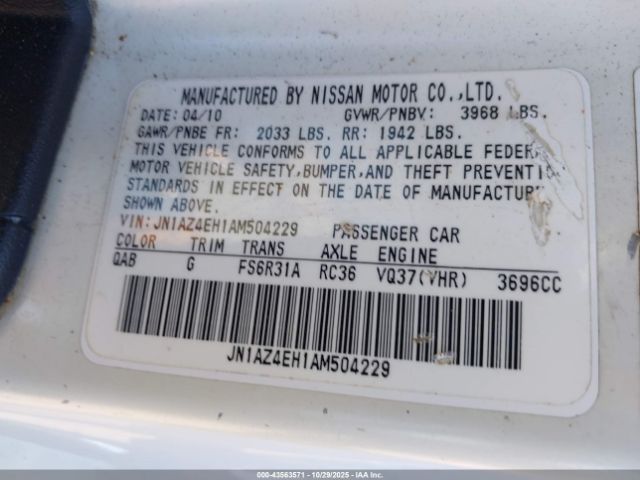 MANUFACTURED BY NISSAN MOTOR CO.,LTD.
DATE: 04/10 GVWR/PNBV: 3968 LBS.
GAWR/PNBE FR: 2033 LBS. RR: 1942 LBS.
THIS VEHICLE CONFORMS TO ALL APPLICABLE FEDER
MOTOR VEHICLE SAFETY,BUMPER,AND THEFT PREVENTI
STANDARDS IN EFFECT ON THE DATE OF MANUFACTUR
SHOWN ABOVE.
VIN:JN1AZ4EH1AM504229 PASSENGER CAR
COLOR TRIM TRANS AXLE ENGINE
QAB G FS6R31A RC36 VQ37(VHR) 3696CC
JN1AZ4EH1AM504229
000-43563571 | 10/29/2025 | IAAI.COM